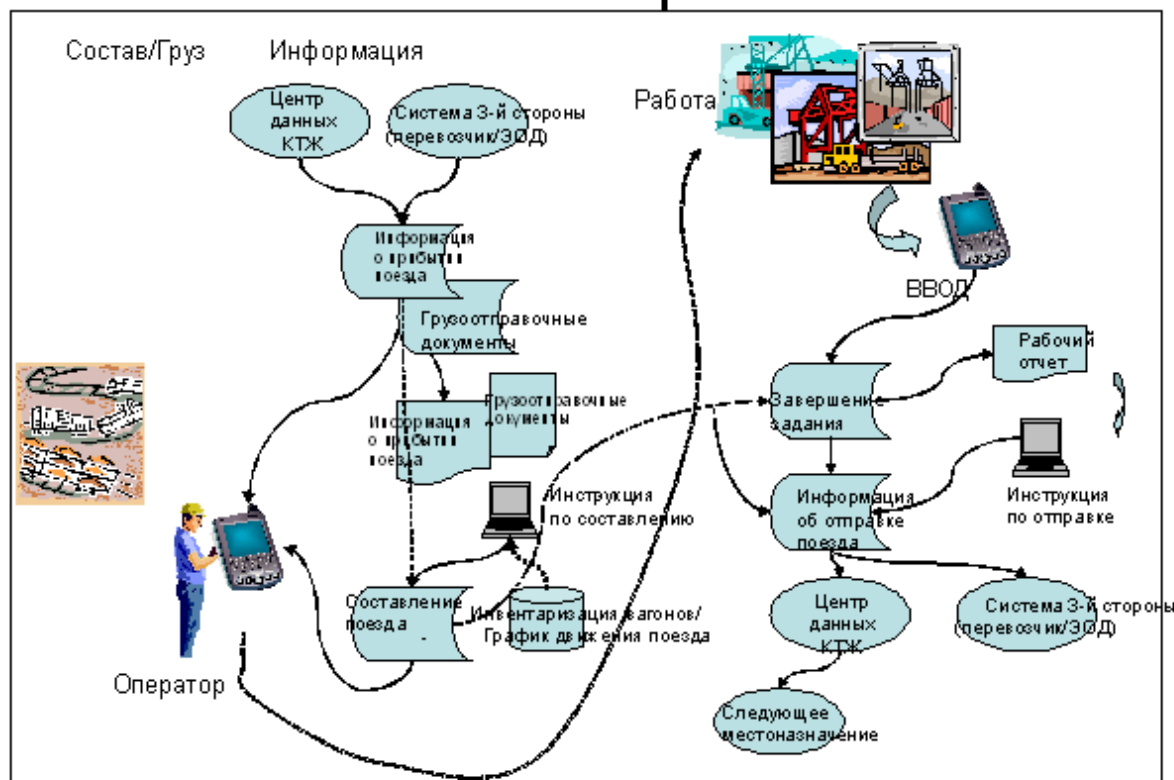 Состав/Груз
Информация
Центр
данных
КТЖ
Система 3-й стороны
(перевозчик/ЭОД)
Информация
о прибытии
поезда
Грузоотправочные
документы
Информация
о прибытии
поезда
Грузоотправочные
документы
Инструкция
по составлению
Составление
поезда
Инвентаризация вагонов/
График движения поезда
Оператор
Работа
ВВОД
Рабочий
отчет
Завершение
задания
Информация
об отправке
поезда
Инструкция
по отправке
Центр
данных
КТЖ
Система 3-й стороны
(перевозчик/ЭОД)
Следующее
местоназначение